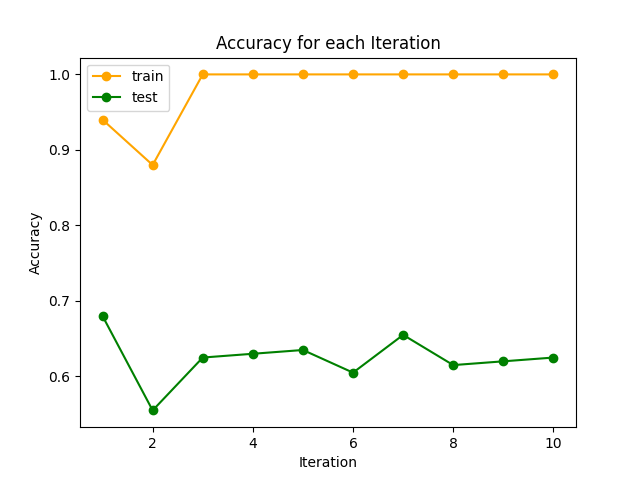 Accuracy for each Iteration
train
test
1.0
0.9
0.8
0.7
0.6
Accuracy
2
4
6
8
10
Iteration